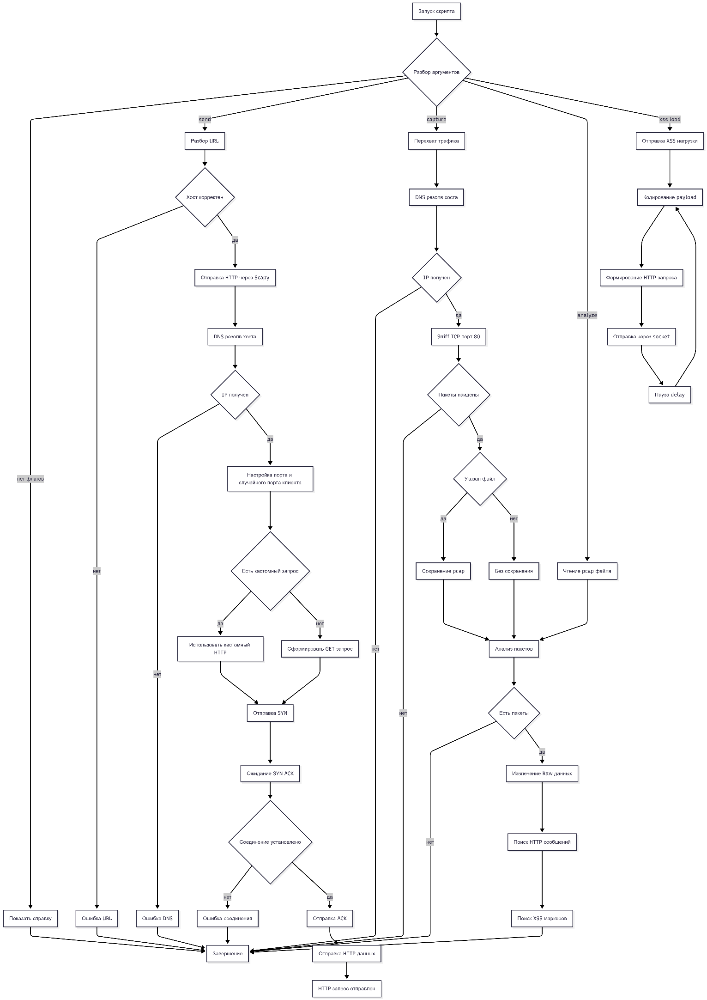 Запуск скрипта
Разбор аргументов
send
capture
xss load
Разбор URL
Перехват трафика
Отправка XSS нагрузки
Хост корректен
DNS резолв хоста
Кодирование payload
да
Отправка HTTP через Scapy
IP получен
Формирование HTTP запроса
да
analyze
DNS резолв хоста
Sniff TCP порт 80
Отправка через socket
IP получен
Пакеты найдены
Пауза delay
да
да
нет флагов
Настройка порта и
случайного порта клиента
Указан файл
да
нет
нет
Есть кастомный запрос
Сохранение pcap
Без сохранения
Чтение pcap файла
да
нет
Использовать кастомный
HTTP
Сформировать GET запрос
нет
Анализ пакетов
нет
Отправка SYN
нет
Есть пакеты
да
Ожидание SYN ACK
Извлечение Raw данных
Соединение установлено
нет
Поиск HTTP сообщений
нет
да
Показать справку
Ошибка URL
Ошибка DNS
Ошибка соединения
Отправка ACK
Поиск XSS маркеров
Завершение
Отправка HTTP данных
HTTP запрос отправлен